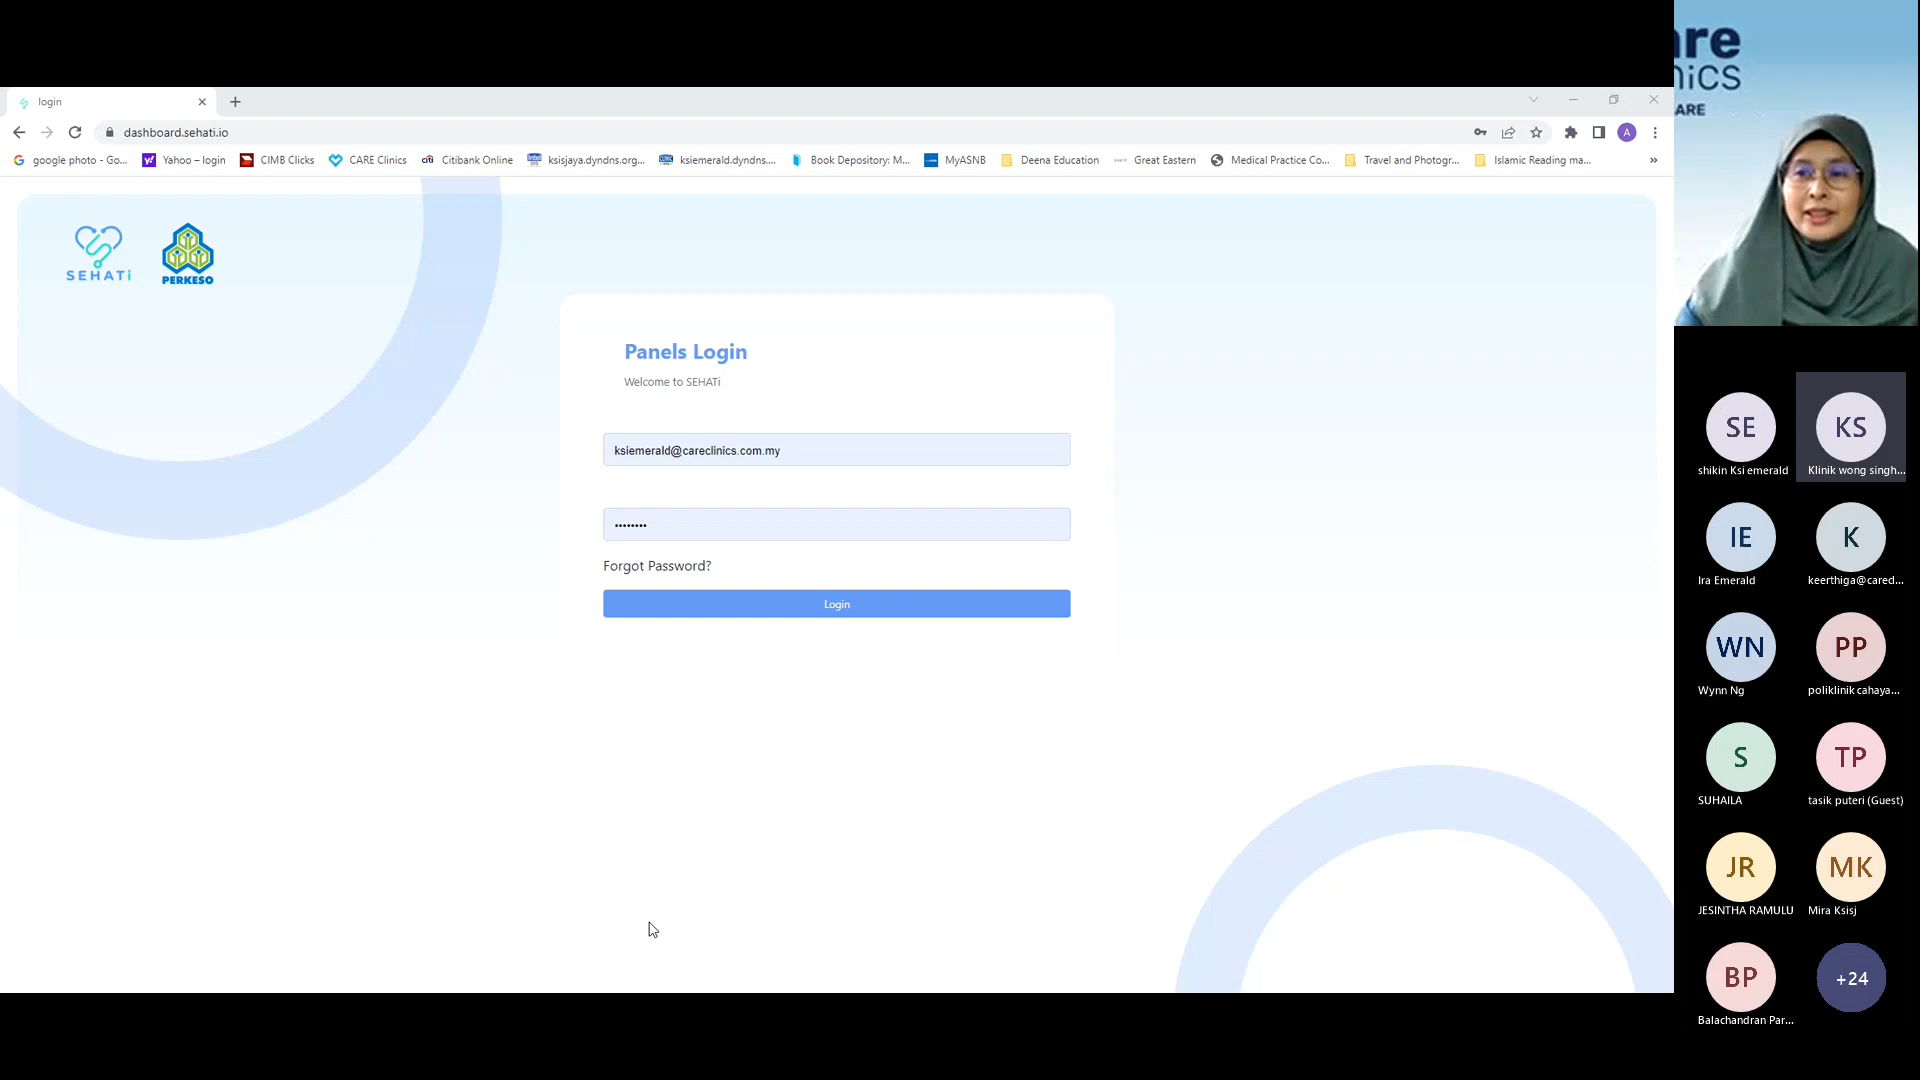 login
dashboard.sehati.io
google photo - Go...
Yahoo – login
CIMB Clicks
CARE Clinics
Citibank Online
ksisjaya.dyndns.org...
ksiemerald.dyndns....
Book Depository: M...
MyASNB
Deena Education
Great Eastern
Medical Practice Co...
Travel and Photogr...
Islamic Reading ma...
A
SEHATi
PERKESO
Panels Login
Welcome to SEHATi
ksiemerald@careclinics.com.my
••••••••
Forgot Password?
Login
are
nics
ARE
SE
shikin Ksi emerald
KS
Klinik wong singh...
IE
Ira Emerald
K
keerthiga@cared...
WN
Wynn Ng
PP
poliklinik cahaya...
S
SUHAILA
TP
tasik puteri (Guest)
JR
JESINTHA RAMULU
MK
Mira Ksisj
BP
Balachandran Par...
+24